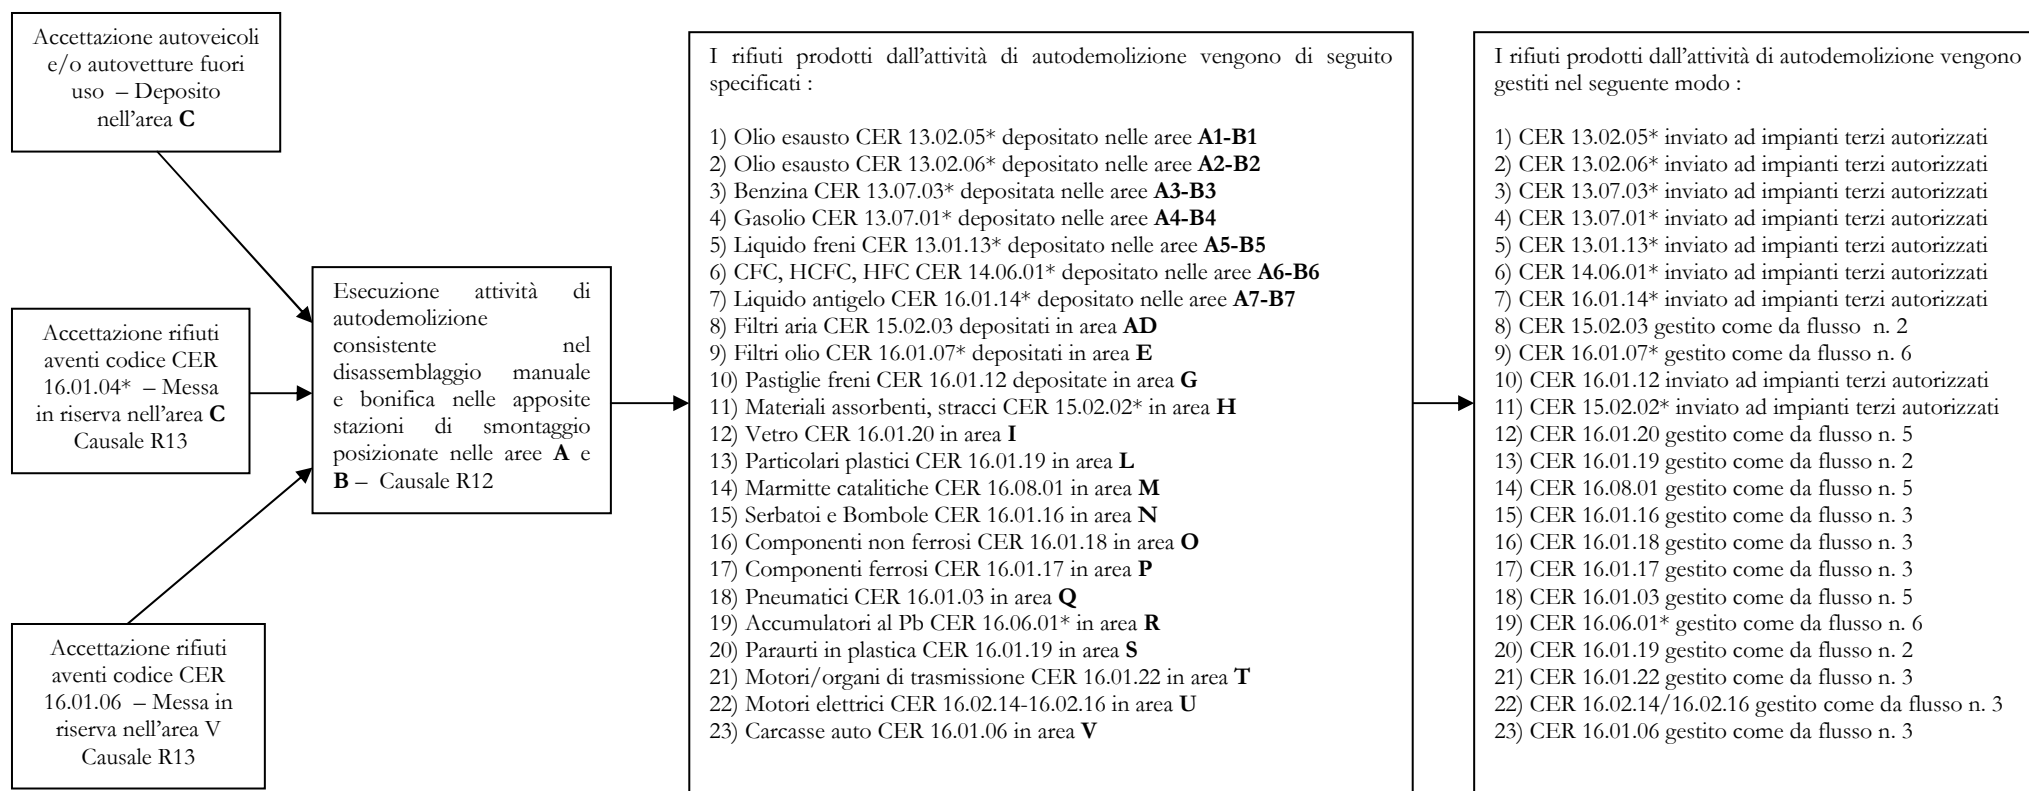 Accettazione autoveicoli
e/o autovetture fuori
uso – Deposito
nell'area C
Accettazione rifiuti
aventi codice CER
16.01.04* – Messa
in riserva nell'area C
Causale R13
Accettazione rifiuti
aventi codice CER
16.01.06 – Messa in
riserva nell'area V
Causale R13
Esecuzione attività di
autodemolizione
consistente nel
disassemblaggio manuale
e bonifica nelle apposite
stazioni di smontaggio
posizionate nelle aree A e
B – Causale R12
I rifiuti prodotti dall'attività di autodemolizione vengono di seguito
specificati :
1) Olio esausto CER 13.02.05* depositato nelle aree A1-B1
2) Olio esausto CER 13.02.06* depositato nelle aree A2-B2
3) Benzina CER 13.07.03* depositata nelle aree A3-B3
4) Gasolio CER 13.07.01* depositato nelle aree A4-B4
5) Liquido freni CER 13.01.13* depositato nelle aree A5-B5
6) CFC, HCFC, HFC CER 14.06.01* depositato nelle aree A6-B6
7) Liquido antigelo CER 16.01.14* depositato nelle aree A7-B7
8) Filtri aria CER 15.02.03 depositati in area AD
9) Filtri olio CER 16.01.07* depositati in area E
10) Pastiglie freni CER 16.01.12 depositate in area G
11) Materiali assorbenti, stracci CER 15.02.02* in area H
12) Vetro CER 16.01.20 in area I
13) Particolari plastici CER 16.01.19 in area L
14) Marmitte catalitiche CER 16.08.01 in area M
15) Serbatoi e Bombole CER 16.01.16 in area N
16) Componenti non ferrosi CER 16.01.18 in area O
17) Componenti ferrosi CER 16.01.17 in area P
18) Pneumatici CER 16.01.03 in area Q
19) Accumulatori al Pb CER 16.06.01* in area R
20) Paraurti in plastica CER 16.01.19 in area S
21) Motori/organi di trasmissione CER 16.01.22 in area T
22) Motori elettrici CER 16.02.14-16.02.16 in area U
23) Carcasse auto CER 16.01.06 in area V
I rifiuti prodotti dall'attività di autodemolizione vengono
gestiti nel seguente modo :
1) CER 13.02.05* inviato ad impianti terzi autorizzati
2) CER 13.02.06* inviato ad impianti terzi autorizzati
3) CER 13.07.03* inviato ad impianti terzi autorizzati
4) CER 13.07.01* inviato ad impianti terzi autorizzati
5) CER 13.01.13* inviato ad impianti terzi autorizzati
6) CER 14.06.01* inviato ad impianti terzi autorizzati
7) CER 16.01.14* inviato ad impianti terzi autorizzati
8) CER 15.02.03 gestito come da flusso n. 2
9) CER 16.01.07* gestito come da flusso n. 6
10) CER 16.01.12 inviato ad impianti terzi autorizzati
11) CER 15.02.02* inviato ad impianti terzi autorizzati
12) CER 16.01.20 gestito come da flusso n. 5
13) CER 16.01.19 gestito come da flusso n. 2
14) CER 16.08.01 gestito come da flusso n. 5
15) CER 16.01.16 gestito come da flusso n. 3
16) CER 16.01.18 gestito come da flusso n. 3
17) CER 16.01.17 gestito come da flusso n. 3
18) CER 16.01.03 gestito come da flusso n. 5
19) CER 16.06.01* gestito come da flusso n. 6
20) CER 16.01.19 gestito come da flusso n. 2
21) CER 16.01.22 gestito come da flusso n. 3
22) CER 16.02.14/16.02.16 gestito come da flusso n. 3
23) CER 16.01.06 gestito come da flusso n. 3